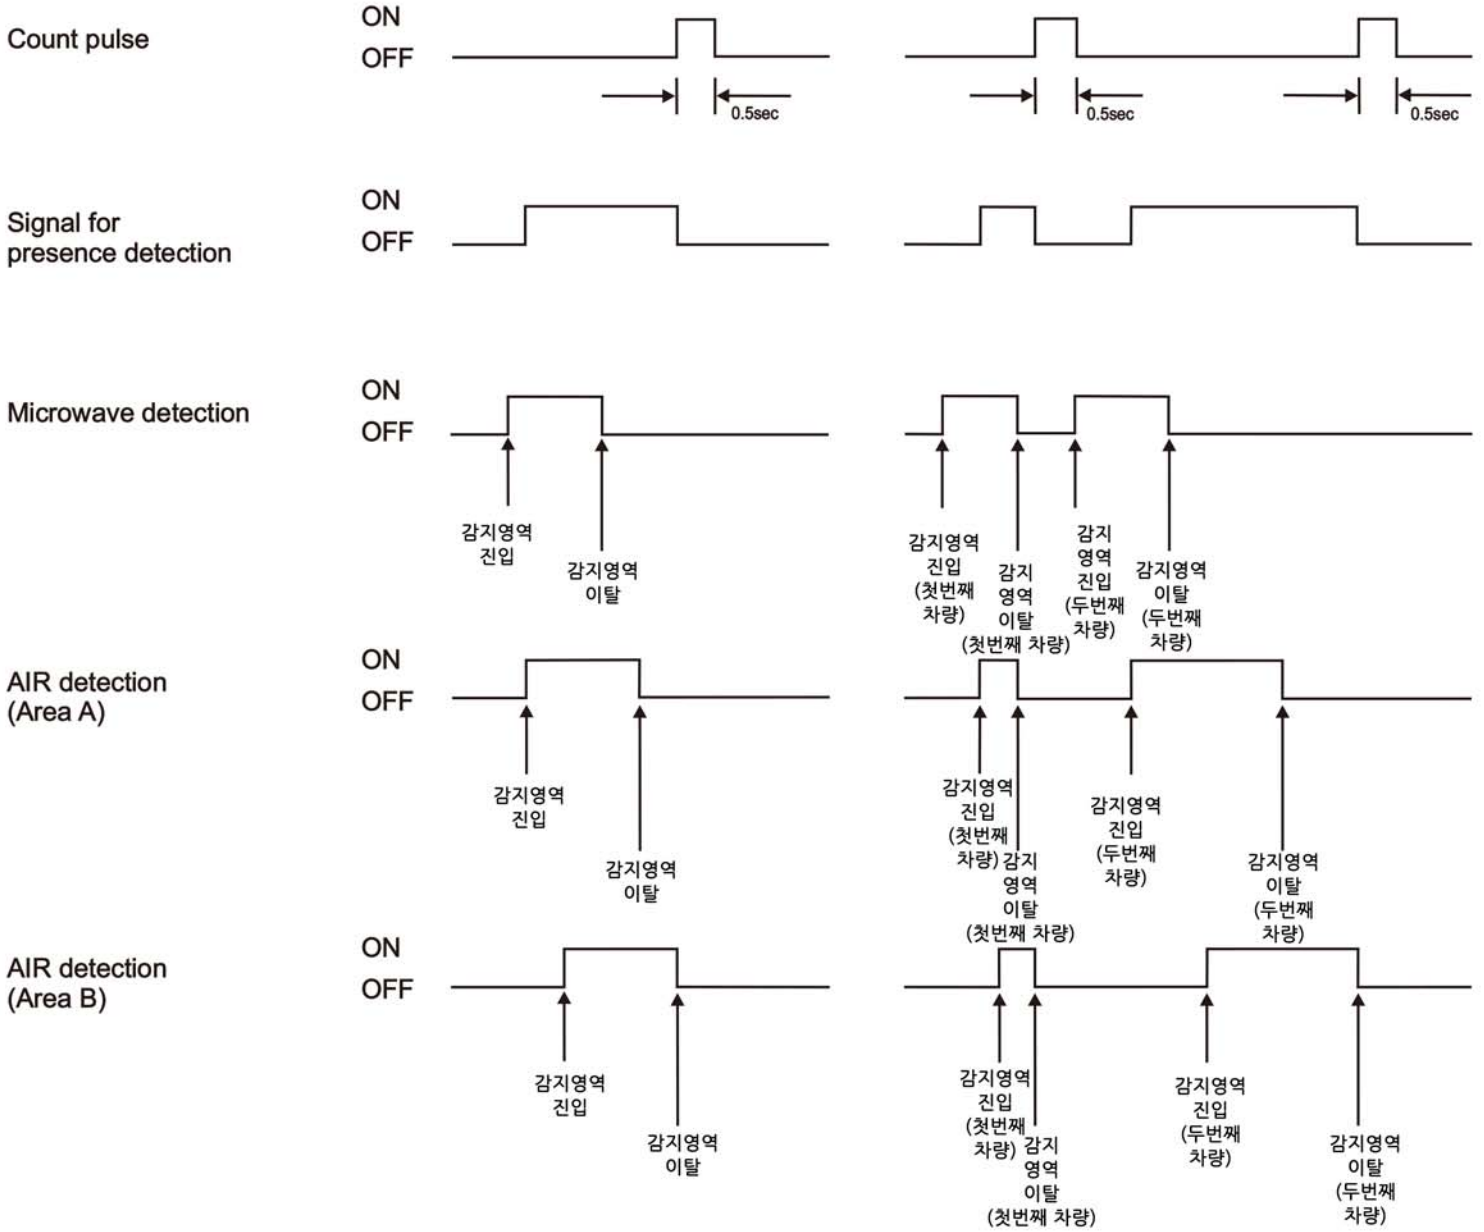 Count pulse
ON
OFF
0.5sec
0.5sec
0.5sec
Signal for
presence detection
ON
OFF
Microwave detection
ON
OFF
감지영역
진입
감지영역
이탈
감지영역
진입
(첫번째
차량)
감지
영역
이탈
(첫번째 차량)
감지
영역
진입
(두번째
차량)
감지영역
이탈
(두번째
차량)
AIR detection
(Area A)
ON
OFF
감지영역
진입
감지영역
이탈
감지영역
진입
(첫번째
차량)
감지
영역
이탈
(첫번째 차량)
감지영역
진입
(두번째
차량)
감지영역
이탈
(두번째
차량)
AIR detection
(Area B)
ON
OFF
감지영역
진입
감지영역
이탈
감지영역
진입
(첫번째
차량)
감지
영역
이탈
(첫번째 차량)
감지영역
진입
(두번째
차량)
감지영역
이탈
(두번째
차량)